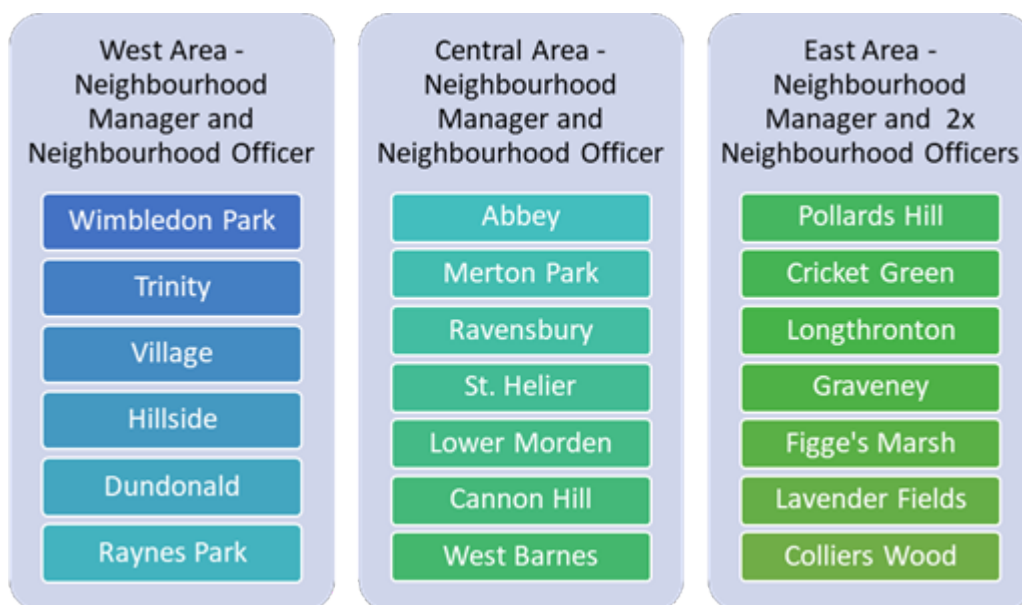 West Area -
Neighbourhood
Manager and
Neighbourhood Officer
Wimbledon Park
Trinity
Village
Hillside
Dundonald
Raynes Park
Central Area -
Neighbourhood
Manager and
Neighbourhood Officer
Abbey
Merton Park
Ravensbury
St. Helier
Lower Morden
Cannon Hill
West Barnes
East Area -
Neighbourhood
Manager and 2x
Neighbourhood Officers
Pollards Hill
Cricket Green
Longthronton
Graveney
Figge's Marsh
Lavender Fields
Colliers Wood